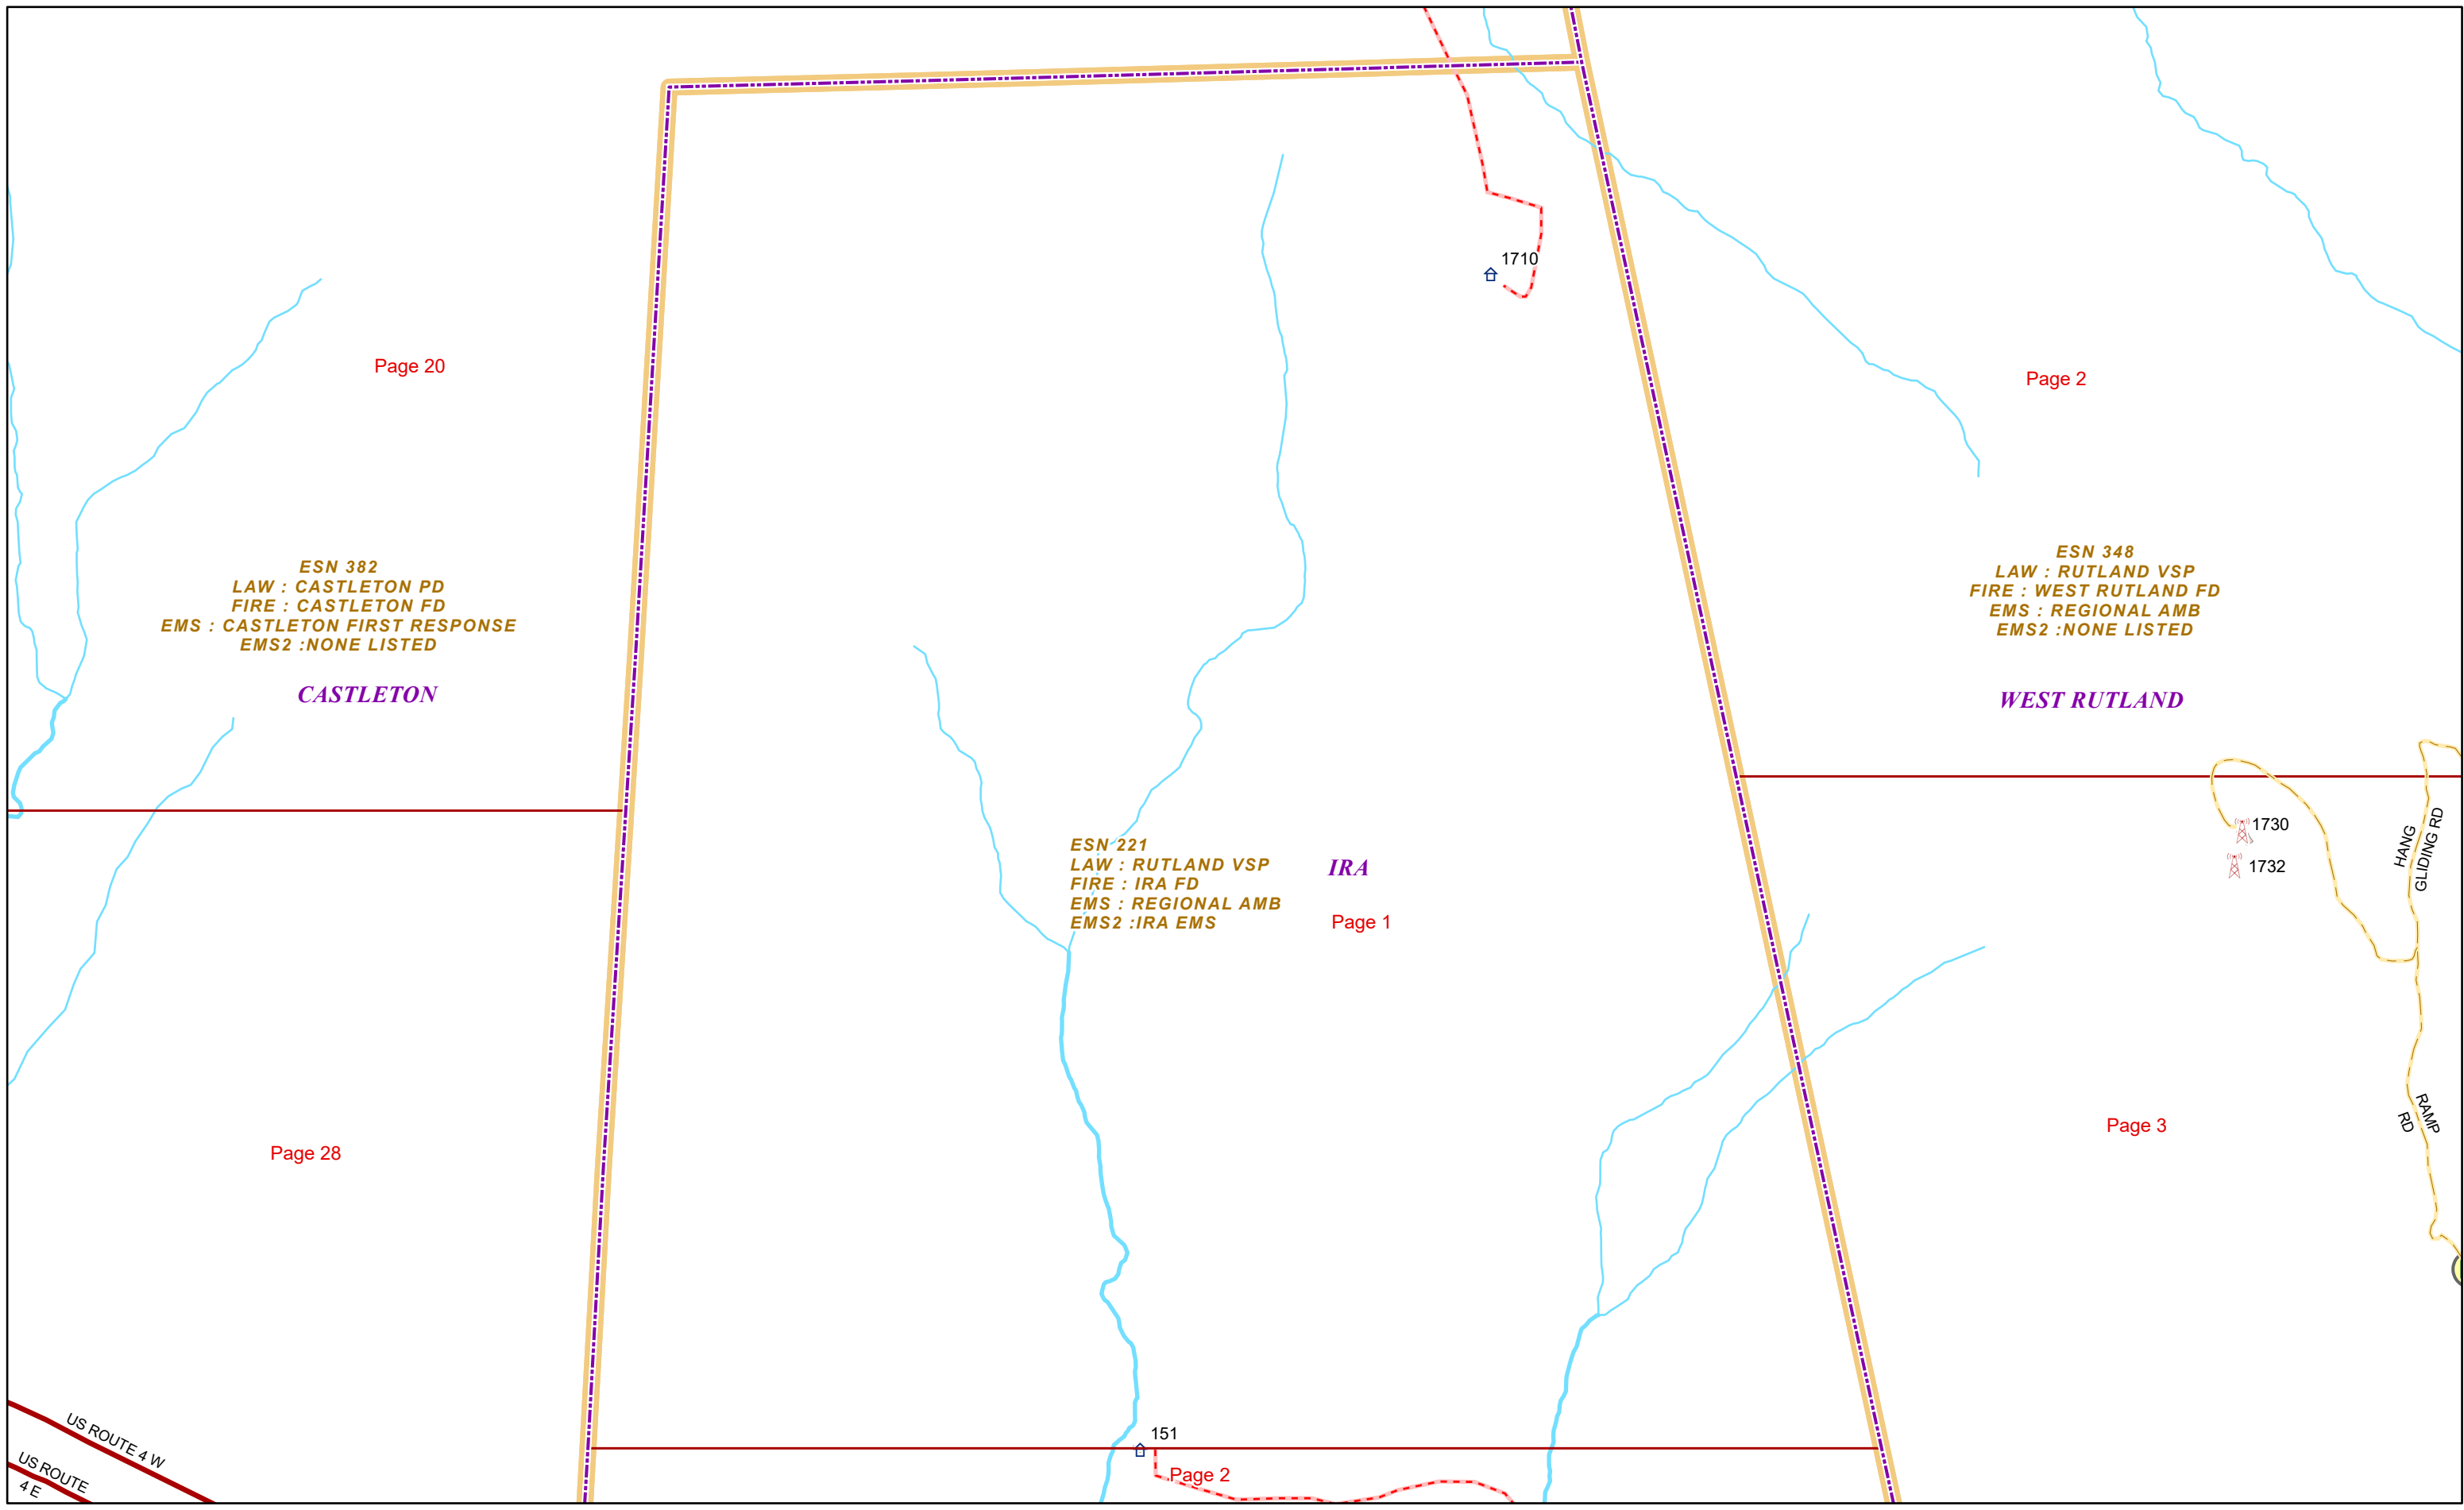 1710
Page 20
Page 2
ESN 382
LAW : CASTLETON PD
FIRE : CASTLETON FD
EMS : CASTLETON FIRST RESPONSE
EMS2 :NONE LISTED
CASTLETON
ESN 348
LAW : RUTLAND VSP
FIRE : WEST RUTLAND FD
EMS : REGIONAL AMB
EMS2 :NONE LISTED
WEST RUTLAND
ESN 221
LAW : RUTLAND VSP
FIRE : IRA FD
EMS : REGIONAL AMB
EMS2 :IRA EMS
IRA
Page 1
1730
1732
HANG
GLIDING RD
RAMP
RD
Page 3
Page 28
US ROUTE 4 W
US ROUTE
4 E
151
Page 2